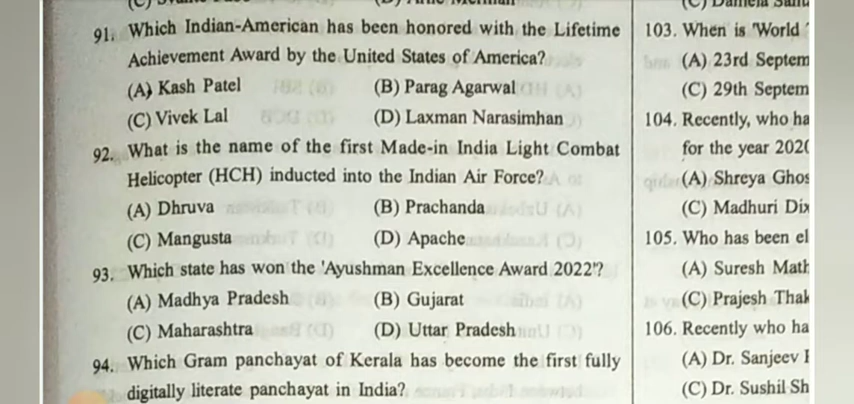 91. Which Indian-American has been honored with the Lifetime
Achievement Award by the United States of America?
(A) Kash Patel (B) Parag Agarwal
(C) Vivek Lal (D) Laxman Narasimhan
92. What is the name of the first Made-in India Light Combat
Helicopter (HCH) inducted into the Indian Air Force?
(A) Dhruva (B) Prachanda
(C) Mangusta (D) Apache
93. Which state has won the 'Ayushman Excellence Award 2022'?
(A) Madhya Pradesh (B) Gujarat
(C) Maharashtra (D) Uttar Pradesh
94. Which Gram panchayat of Kerala has become the first fully
digitally literate panchayat in India?
103. When is 'World
(A) 23rd Septem
(C) 29th Septem
104. Recently, who ha
for the year 202
(A) Shreya Ghos
(C) Madhuri Dix
105. Who has been el
(A) Suresh Math
(C) Prajesh Thak
106. Recently who ha
(A) Dr. Sanjeev
(C) Dr. Sushil Sh